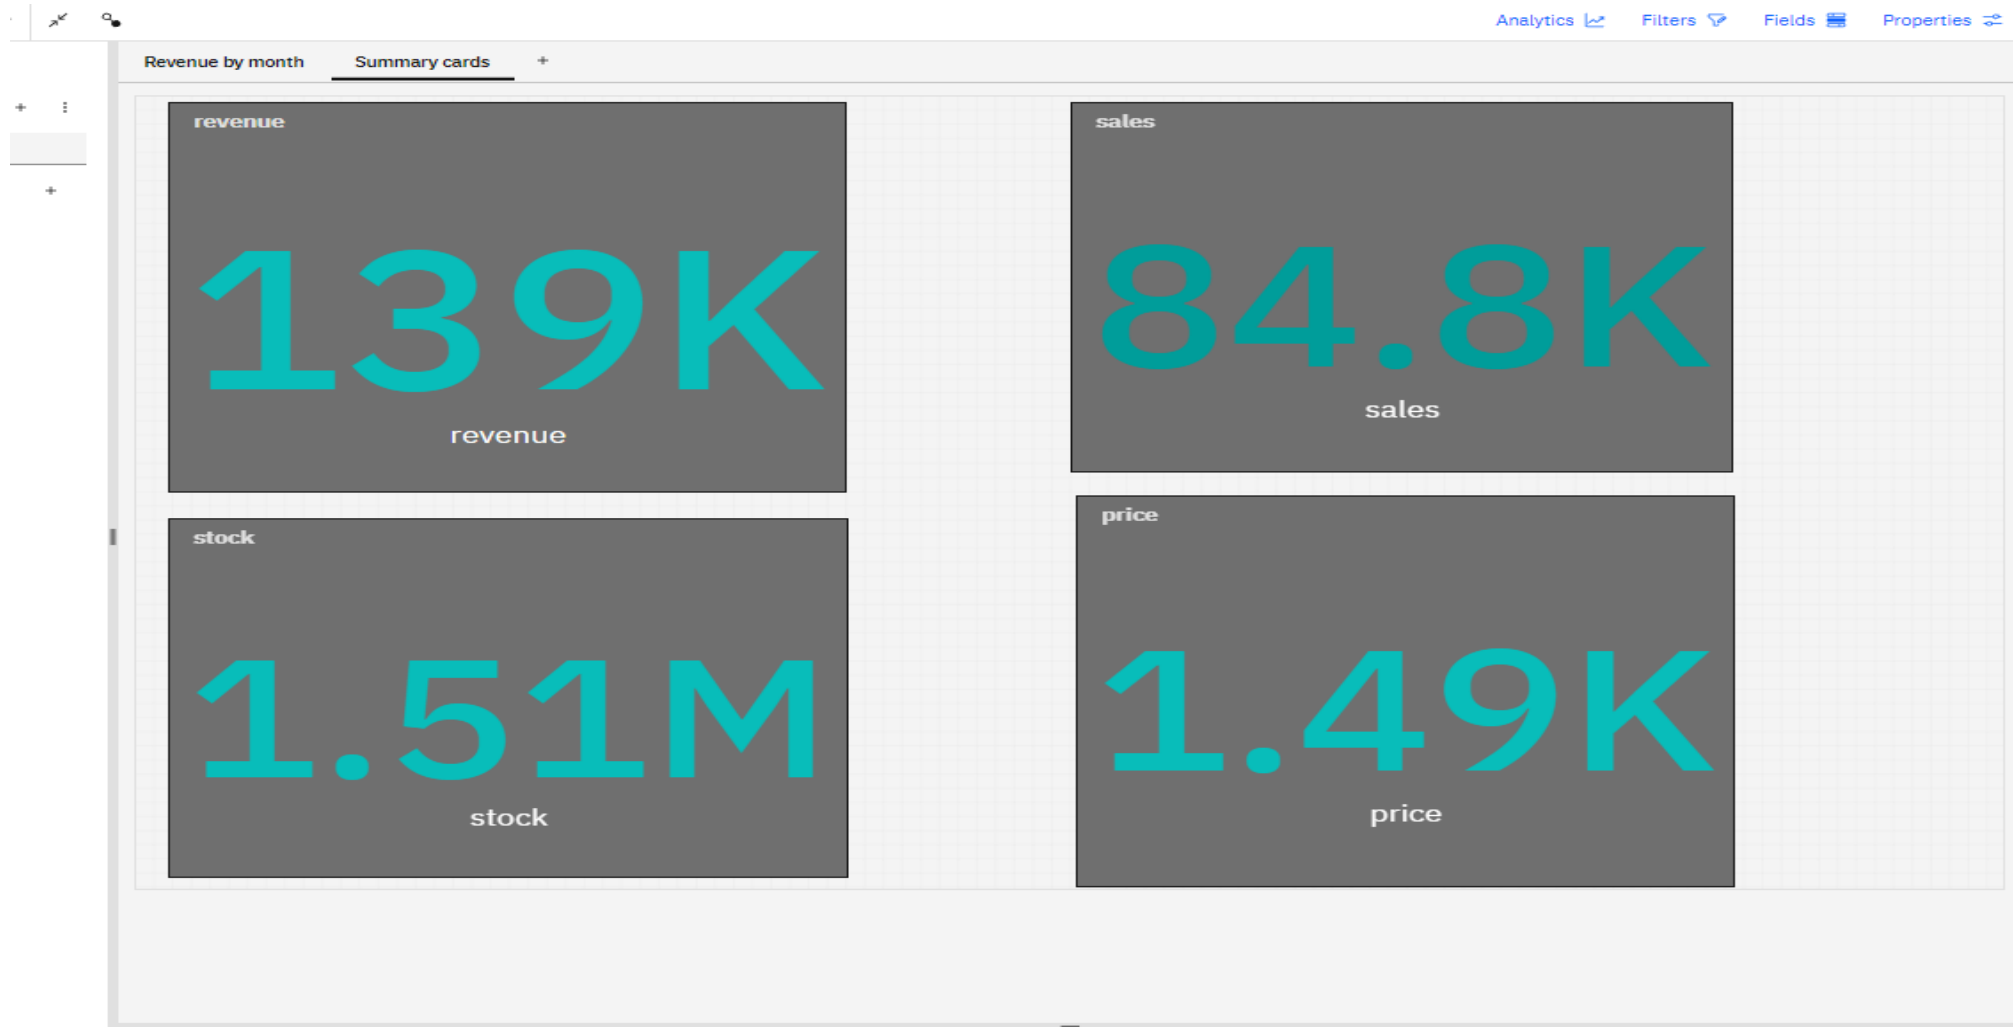 Analytics Filters Fields Properties
Revenue by month Summary cards +
revenue
139K
revenue
sales
84.8K
sales
stock
1.51M
stock
price
1.49K
price